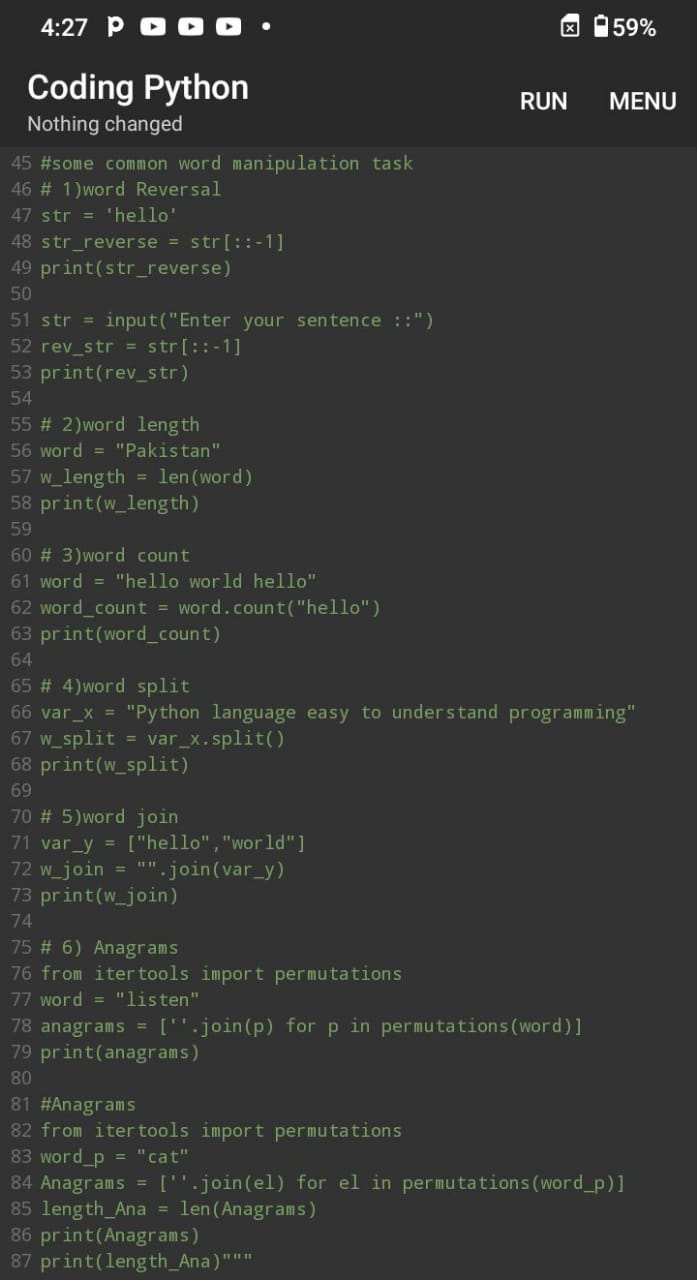 4:27 59%
Coding Python
RUN MENU
Nothing changed
45 #some common word manipulation task
46 # 1)word Reversal
47 str = 'hello'
48 str_reverse = str[::-1]
49 print(str_reverse)
50
51 str = input("Enter your sentence ::")
52 rev_str = str[::-1]
53 print(rev_str)
54
55 # 2)word length
56 word = "Pakistan"
57 w_length = len(word)
58 print(w_length)
59
60 # 3)word count
61 word = "hello world hello"
62 word_count = word.count("hello")
63 print(word_count)
64
65 # 4)word split
66 var_x = "Python language easy to understand programming"
67 w_split = var_x.split()
68 print(w_split)
69
70 # 5)word join
71 var_y = ["hello","world"]
72 w_join = "".join(var_y)
73 print(w_join)
74
75 # 6) Anagrams
76 from itertools import permutations
77 word = "listen"
78 anagrams = [''.join(p) for p in permutations(word)]
79 print(anagrams)
80
81 #Anagrams
82 from itertools import permutations
83 word_p = "cat"
84 Anagrams = [''.join(el) for el in permutations(word_p)]
85 length_Ana = len(Anagrams)
86 print(Anagrams)
87 print(length_Ana)"""